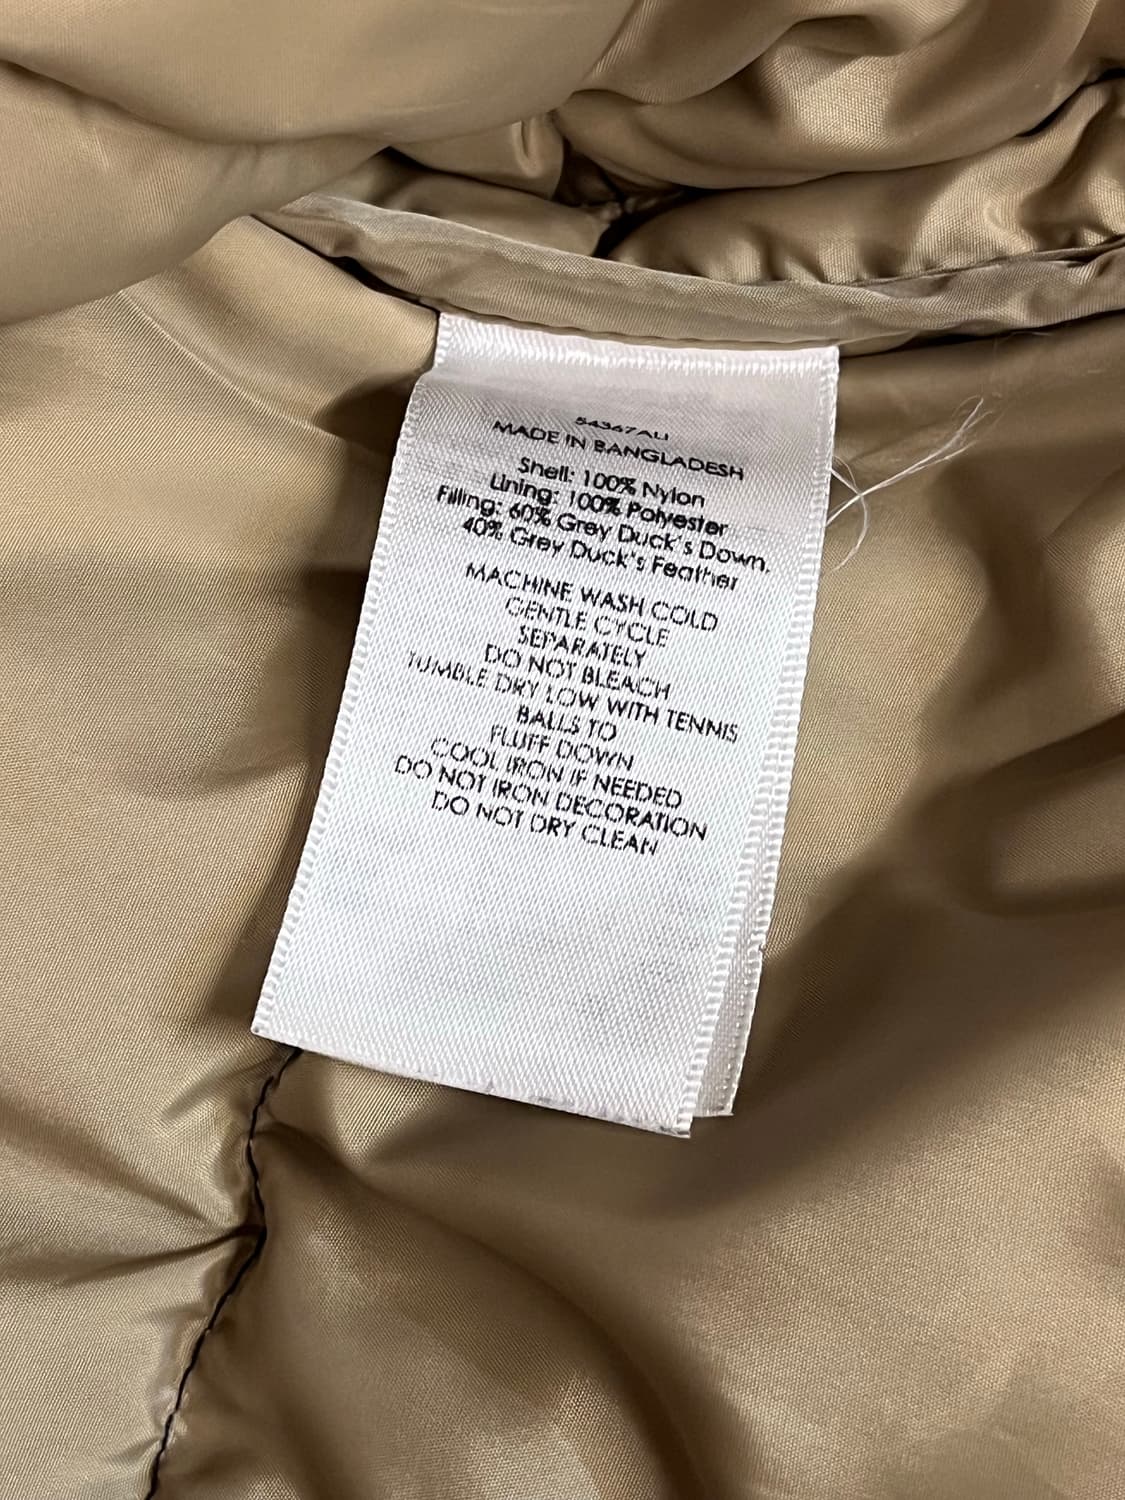 54367ALI
MADE IN BANGLADESH
Shell: 100% Nylon
Lining: 100% Polyester
Filling: 60% Grey Duck's Down.
40% Grey Duck's Feather
MACHINE WASH COLD
GENTLE CYCLE
SEPARATELY
DO NOT BLEACH
TUMBLE DRY LOW WITH TENNIS
BALLS TO
FLUFF DOWN
COOL IRON IF NEEDED
DO NOT IRON DECORATION
DO NOT DRY CLEAN